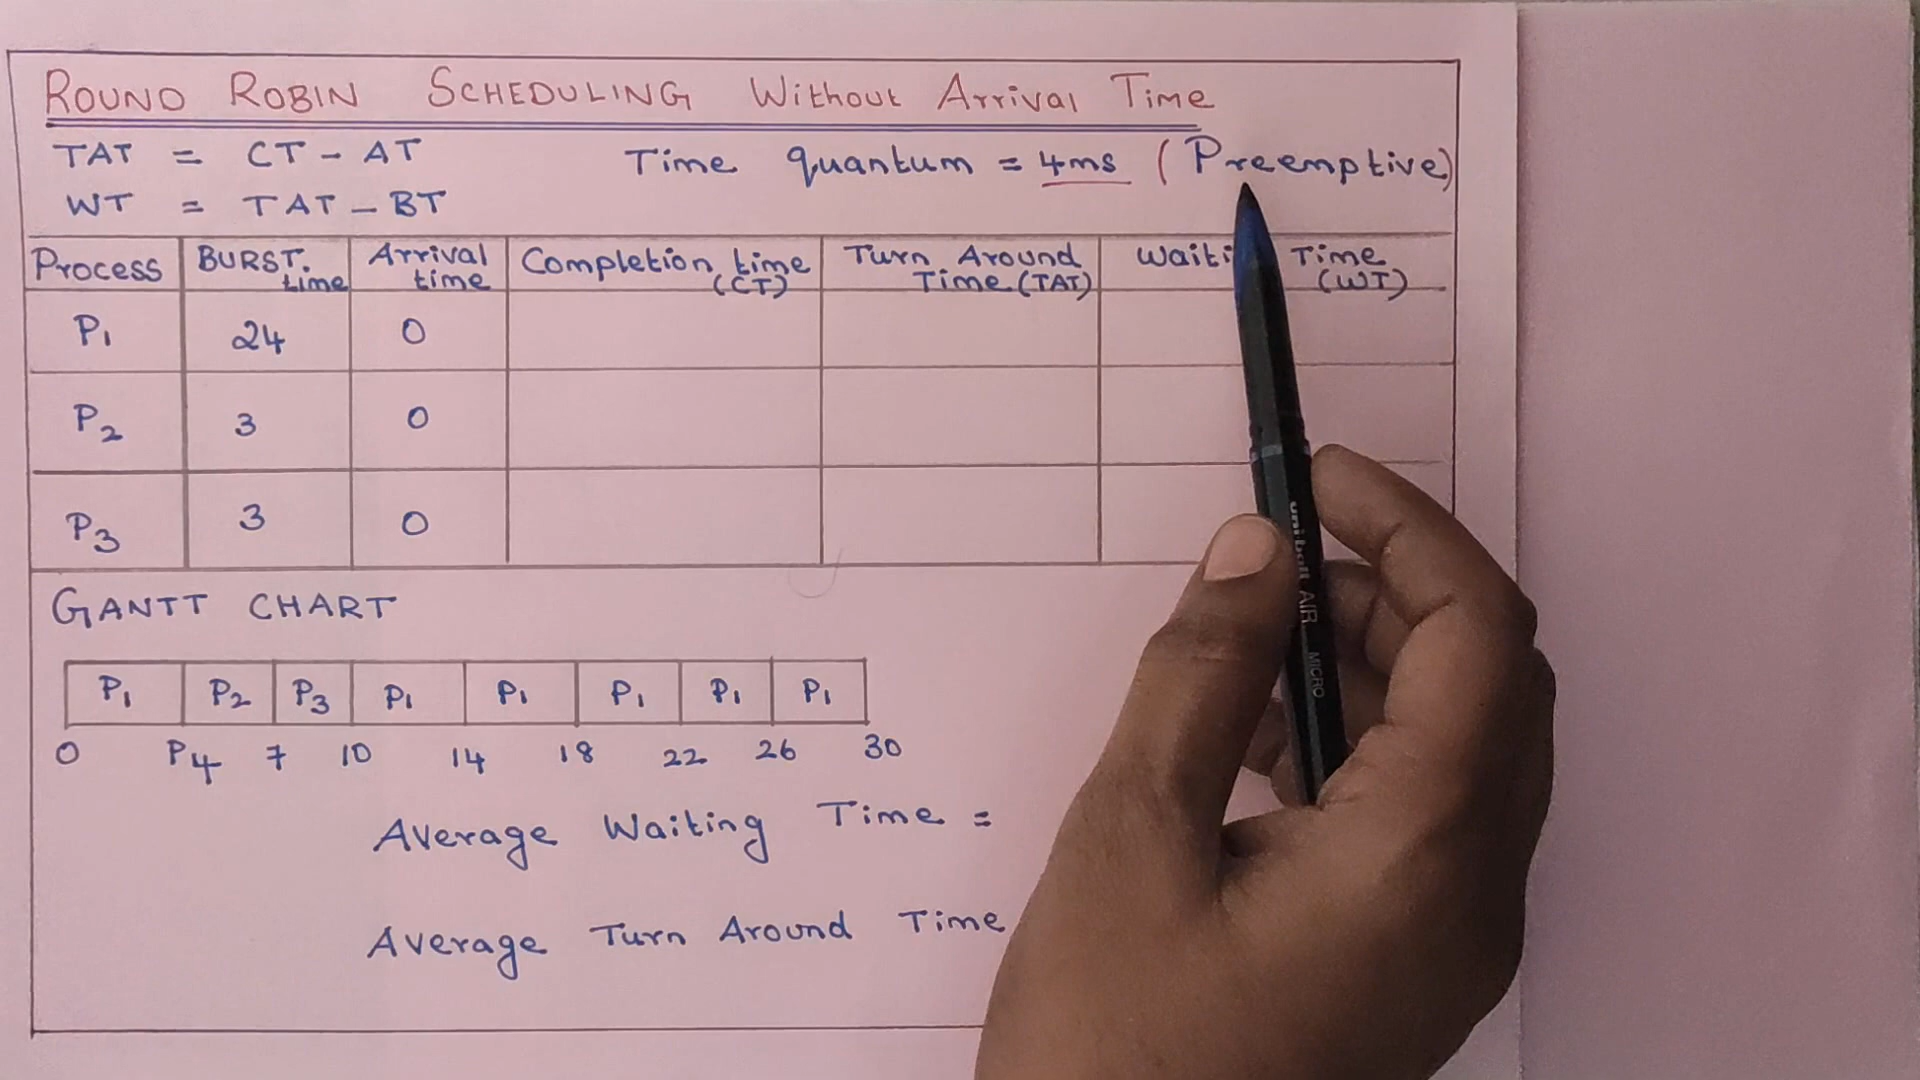 ROUND ROBIN SCHEDULING Without Arrival Time
TAT = CT - AT
Time quantum = 4ms (Preemptive)
WT = TAT - BT
Process BURST time Arrival time Completion time (CT) Turn Around Time (TAT) Time (WT)
P1 24 0
P2 3 0
P3 3 0
GANTT CHART
P1 P2 P3 P1 P1 P1 P1 P1
0 P4 7 10 14 18 22 26 30
Average Waiting Time =
Average Turn Around Time
uniball AIR MICRO